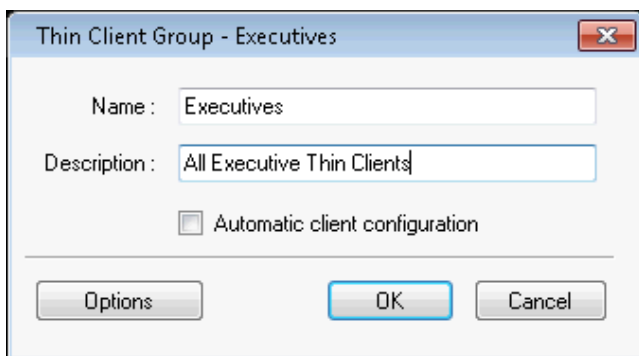 Thin Client Group - Executives
Name : Executives
Description : All Executive Thin Clients
Automatic client configuration
Options OK Cancel